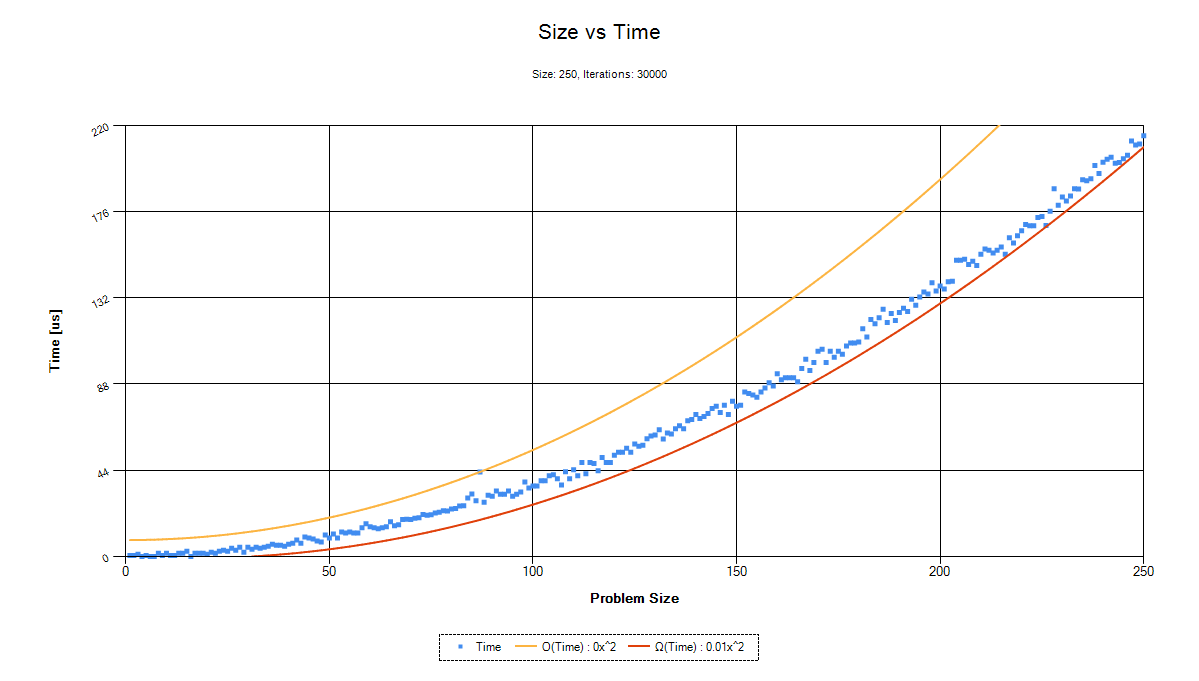 Size vs Time
Size: 250, Iterations: 30000
220
176
132
88
44
0
Time [us]
0 50 100 150 200 250
Problem Size
Time O(Time) : 0x^2 Ω(Time) : 0.01x^2